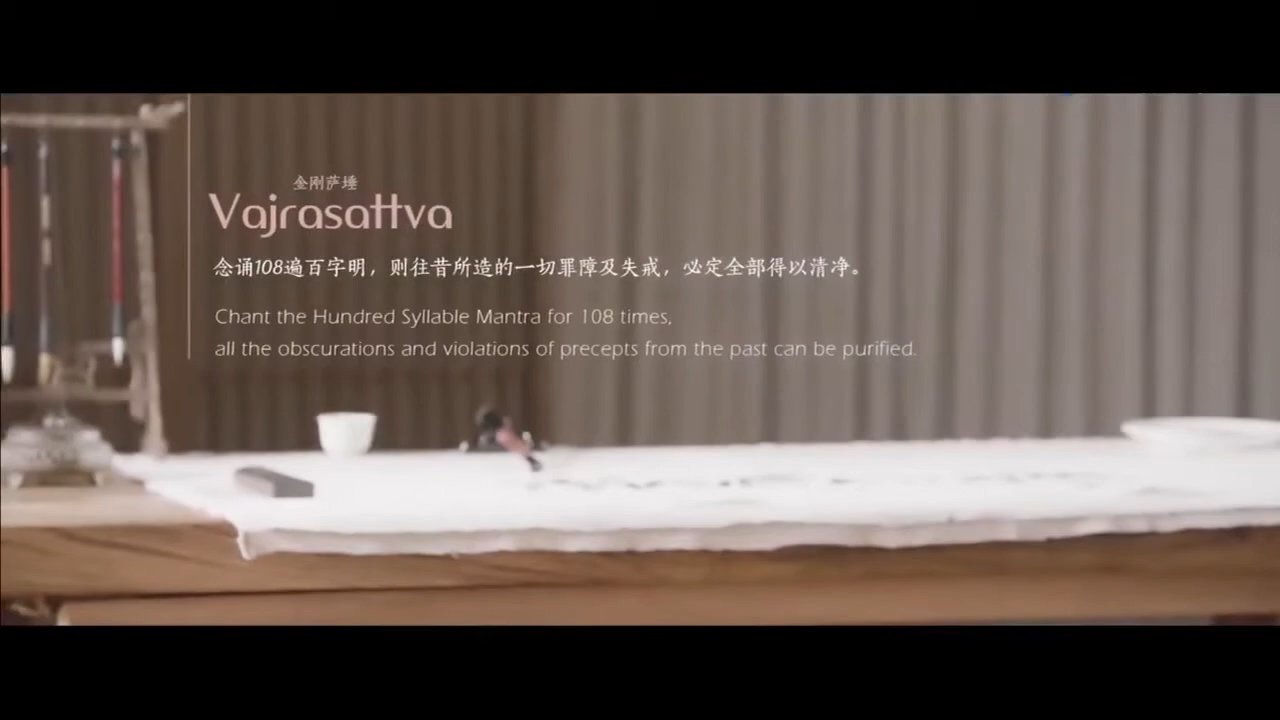 金刚萨埵
Vajrasattva
念诵108遍百字明，则往昔所造的一切罪障及失戒，必定全部得以清净。
Chant the Hundred Syllable Mantra for 108 times,
all the obscurations and violations of precepts from the past can be purified.